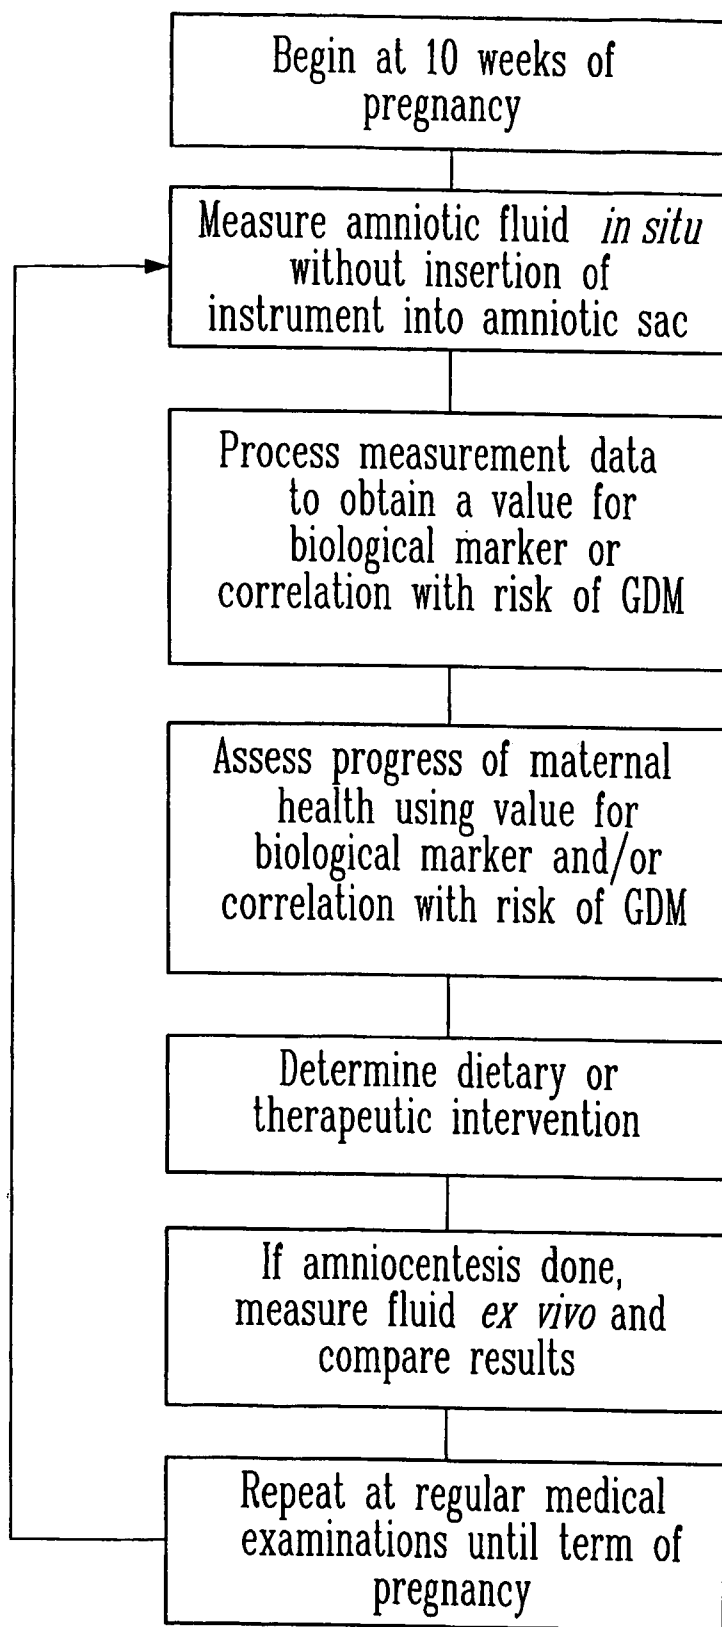 Begin at 10 weeks of
pregnancy
Measure amniotic fluid in situ
without insertion of
instrument into amniotic sac
Process measurement data
to obtain a value for
biological marker or
correlation with risk of GDM
Assess progress of maternal
health using value for
biological marker and/or
correlation with risk of GDM
Determine dietary or
therapeutic intervention
If amniocentesis done,
measure fluid ex vivo and
compare results
Repeat at regular medical
examinations until term of
pregnancy